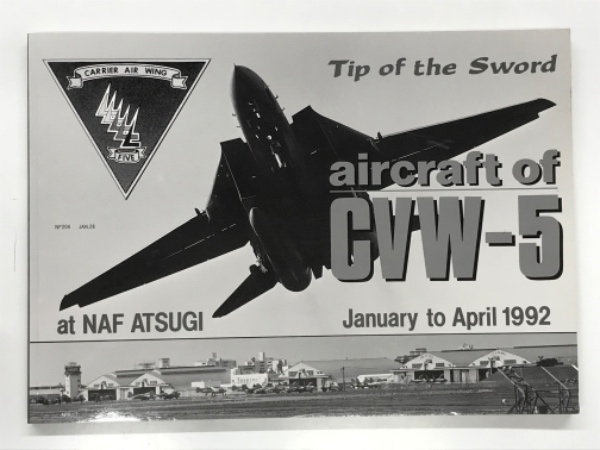 CARRIER AIR WING
FIVE
Tip of the Sword
aircraft of
CVW-5
at NAF ATSUGI
January to April 1992